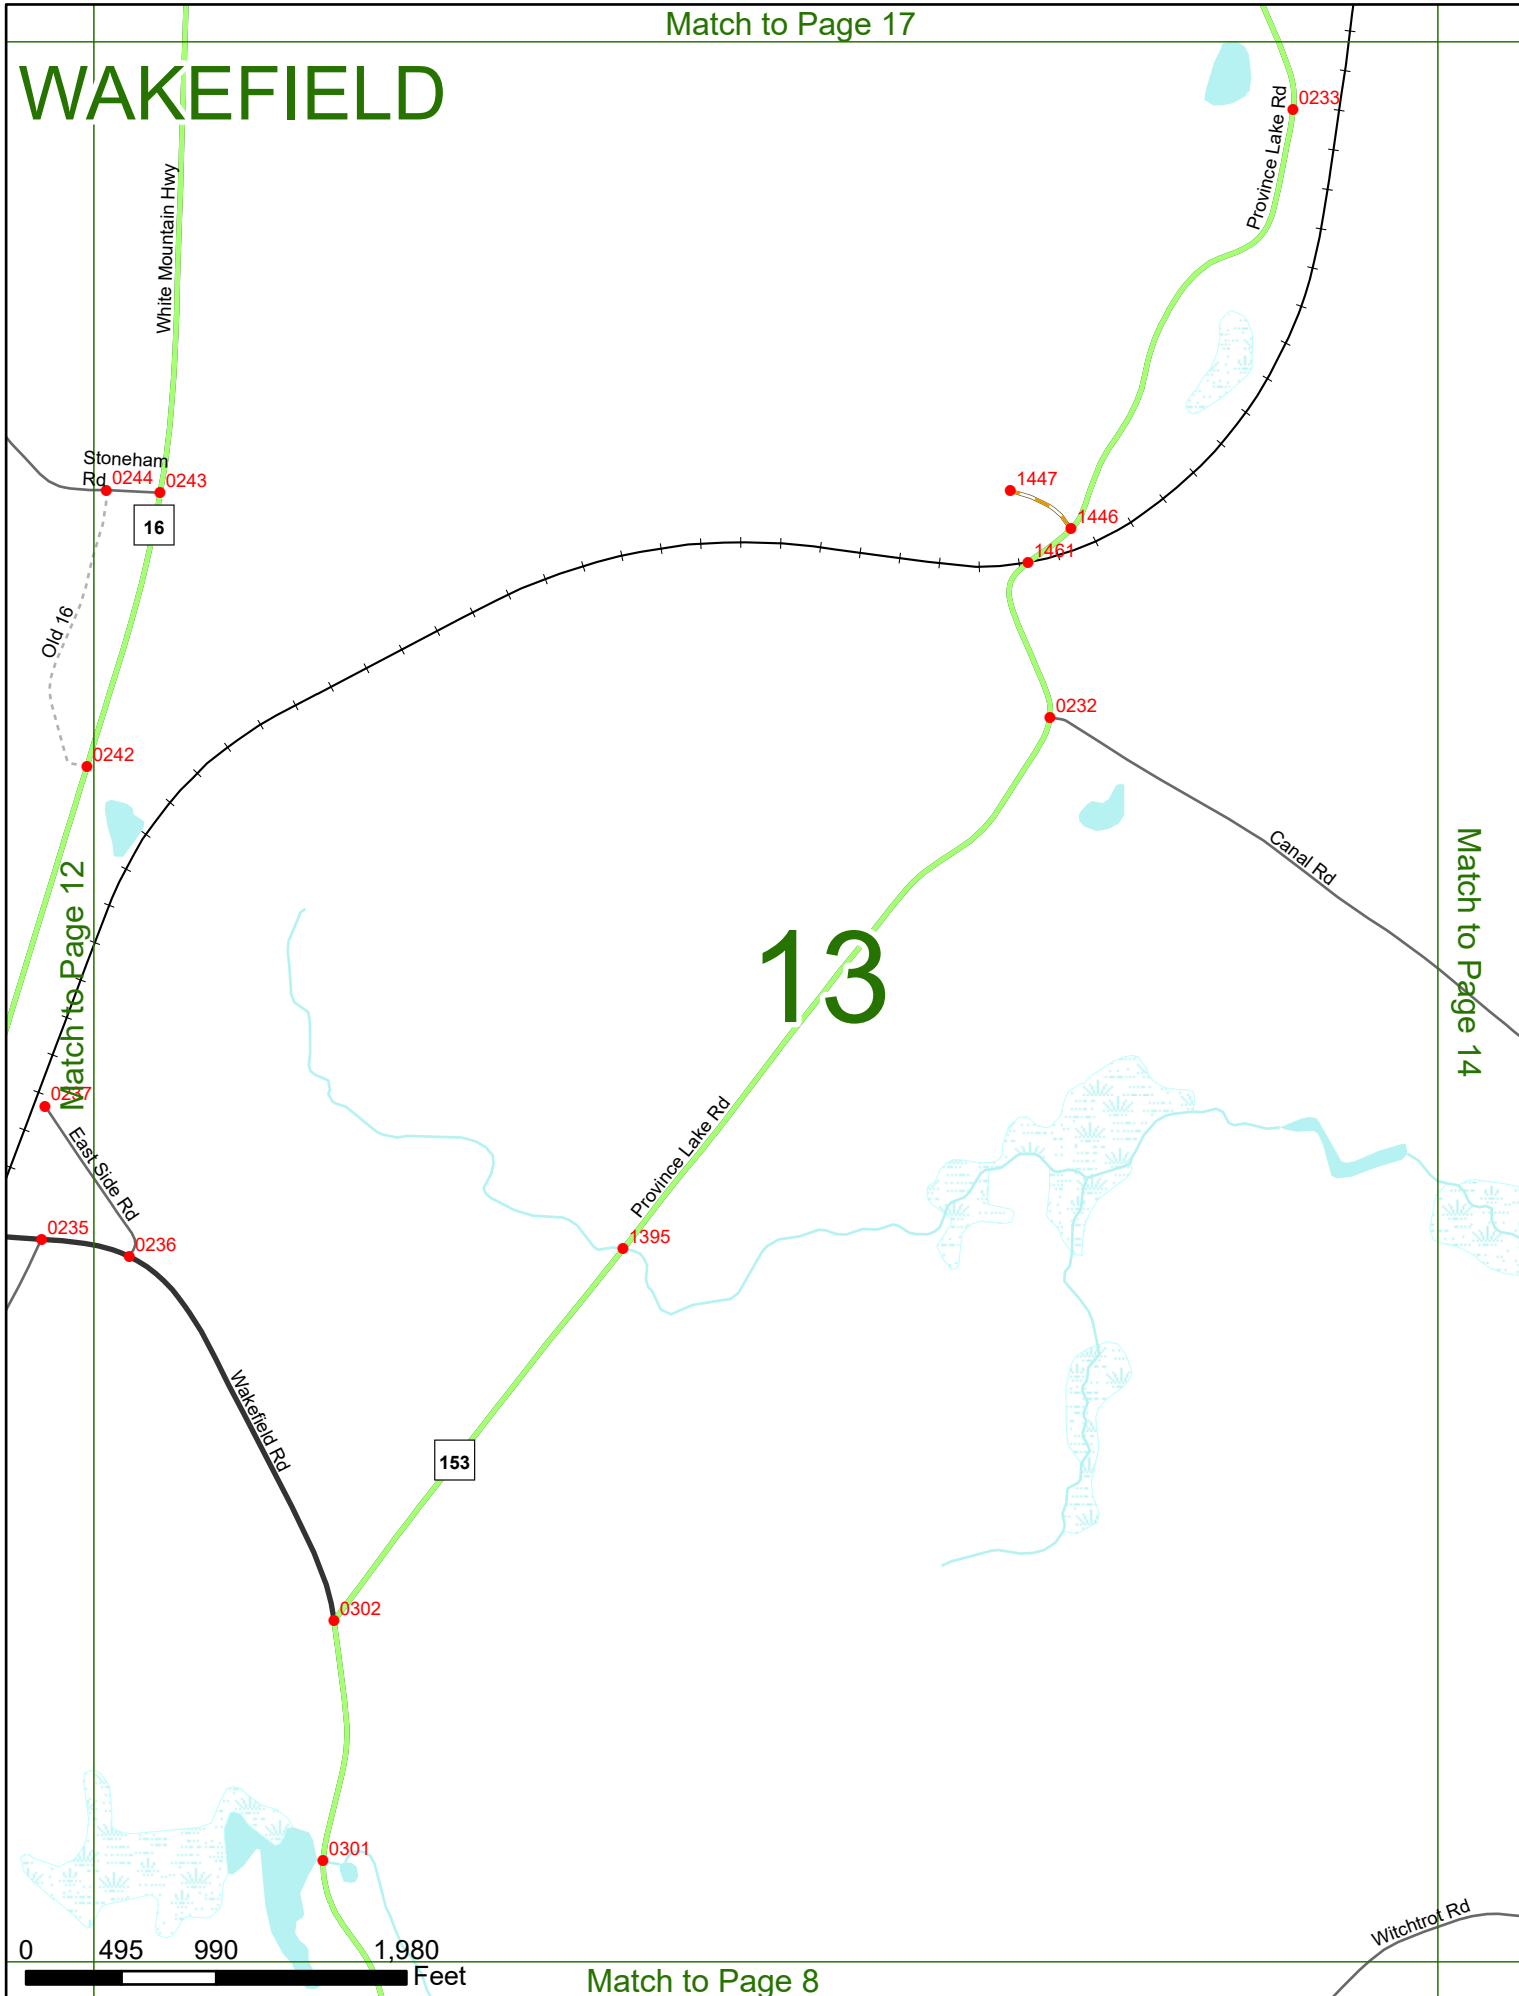 Match to Page 17
WAKEFIELD
Province Lake Rd
0233
White Mountain Hwy
Stoneham
Rd
0244
0243
16
1447
1446
1461
Old 16
0232
0242
Canal Rd
Match to Page 12
Match to Page 14
13
0237
East Side Rd
Province Lake Rd
0235
0236
1395
Wakefield Rd
153
0302
0301
Witchtrot Rd
0 495 990 1,980
Feet
Match to Page 8